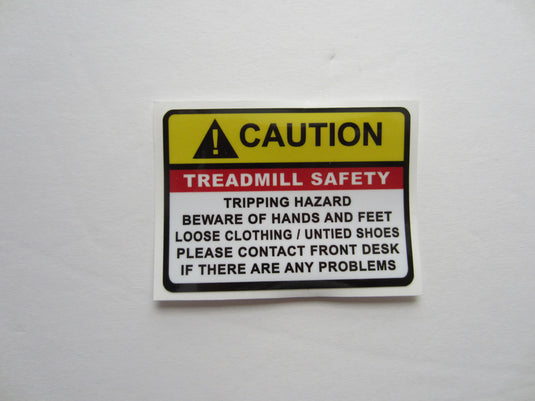 CAUTION
TREADMILL SAFETY
TRIPPING HAZARD
BEWARE OF HANDS AND FEET
LOOSE CLOTHING / UNTIED SHOES
PLEASE CONTACT FRONT DESK
IF THERE ARE ANY PROBLEMS